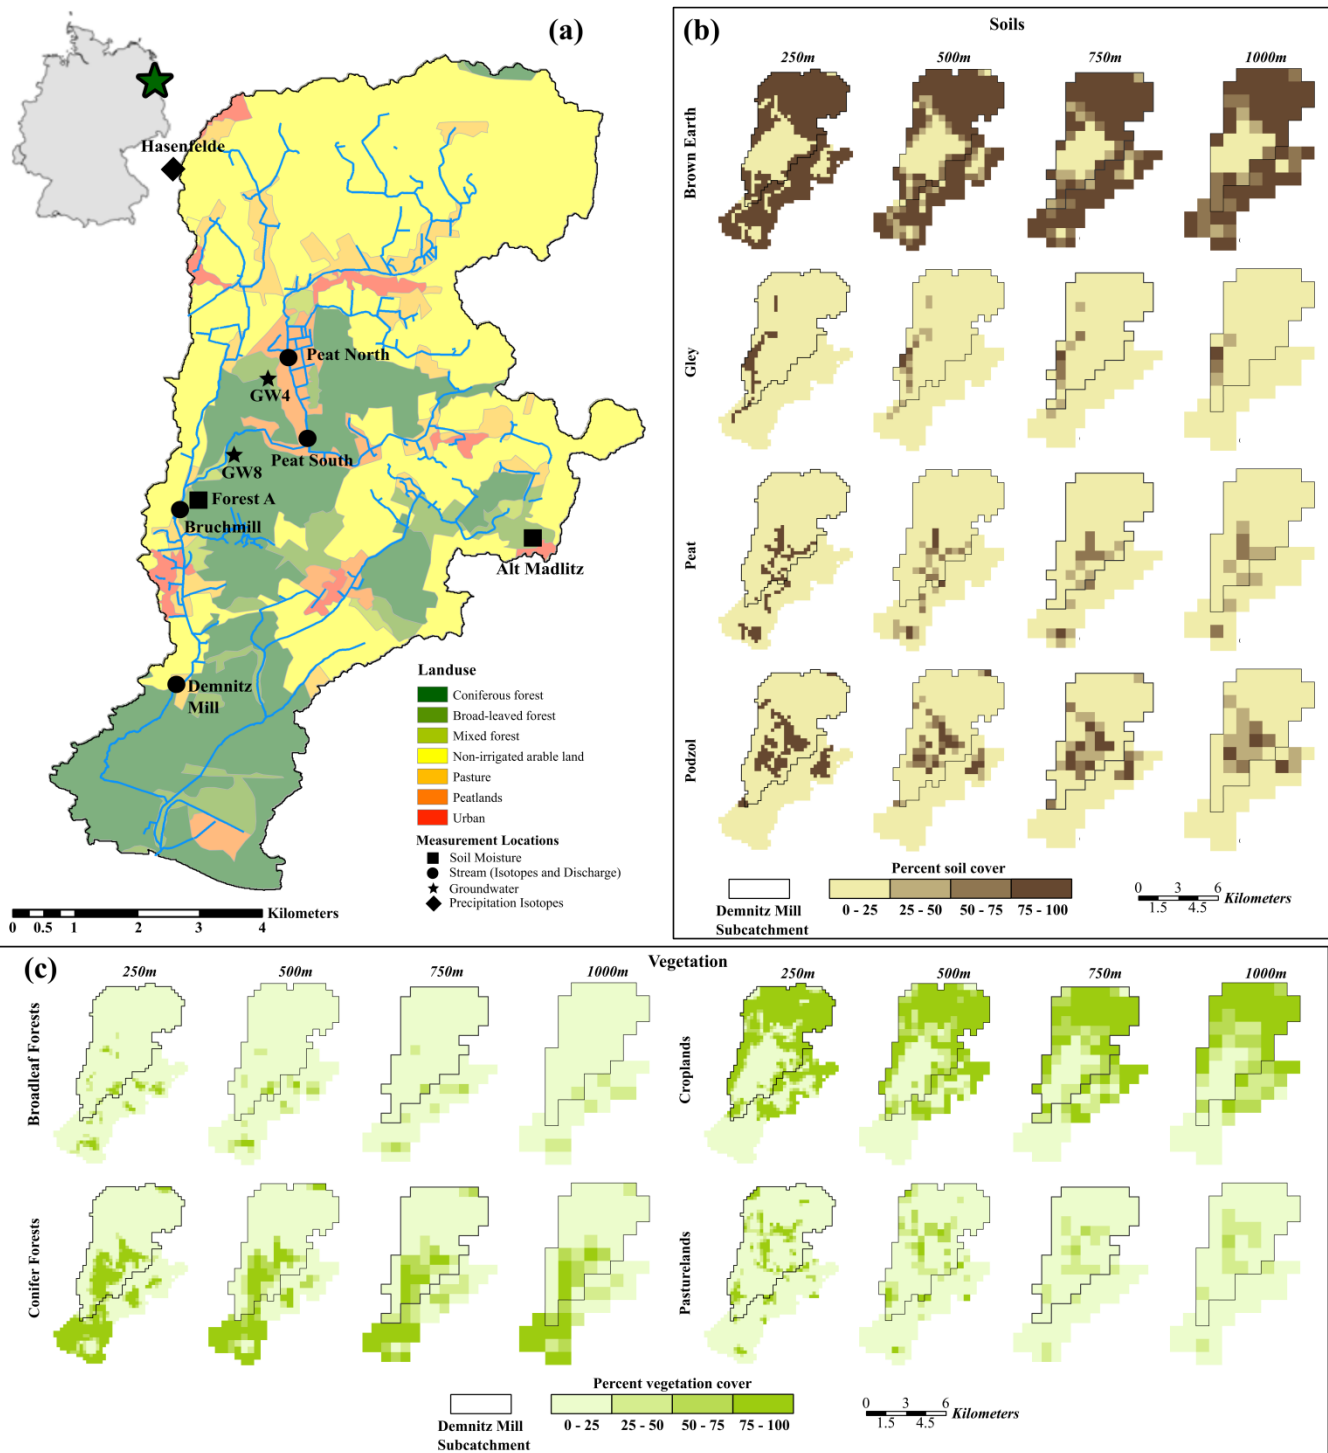 (a)
Hasenfelde
Peat North
GW4
Peat South
GW8
Forest A
Bruchmill
Alt Madlitz
Demnitz
Mill
Landuse
Coniferous forest
Broad-leaved forest
Mixed forest
Non-irrigated arable land
Pasture
Peatlands
Urban
Measurement Locations
Soil Moisture
Stream (Isotopes and Discharge)
Groundwater
Precipitation Isotopes
Kilometers
0 0.5 1 2 3 4
(b)
Soils
250m 500m 750m 1000m
Brown Earth
Gley
Peat
Podzol
Percent soil cover
Demnitz Mill
Subcatchment
0 - 25 25 - 50 50 - 75 75 - 100
0 3 6
Kilometers
1.5 4.5
(c)
Vegetation
250m 500m 750m 1000m 250m 500m 750m 1000m
Broadleaf Forests
Croplands
Conifer Forests
Pasturelands
Percent vegetation cover
Demnitz Mill
Subcatchment
0 - 25 25 - 50 50 - 75 75 - 100
0 3 6
Kilometers
1.5 4.5